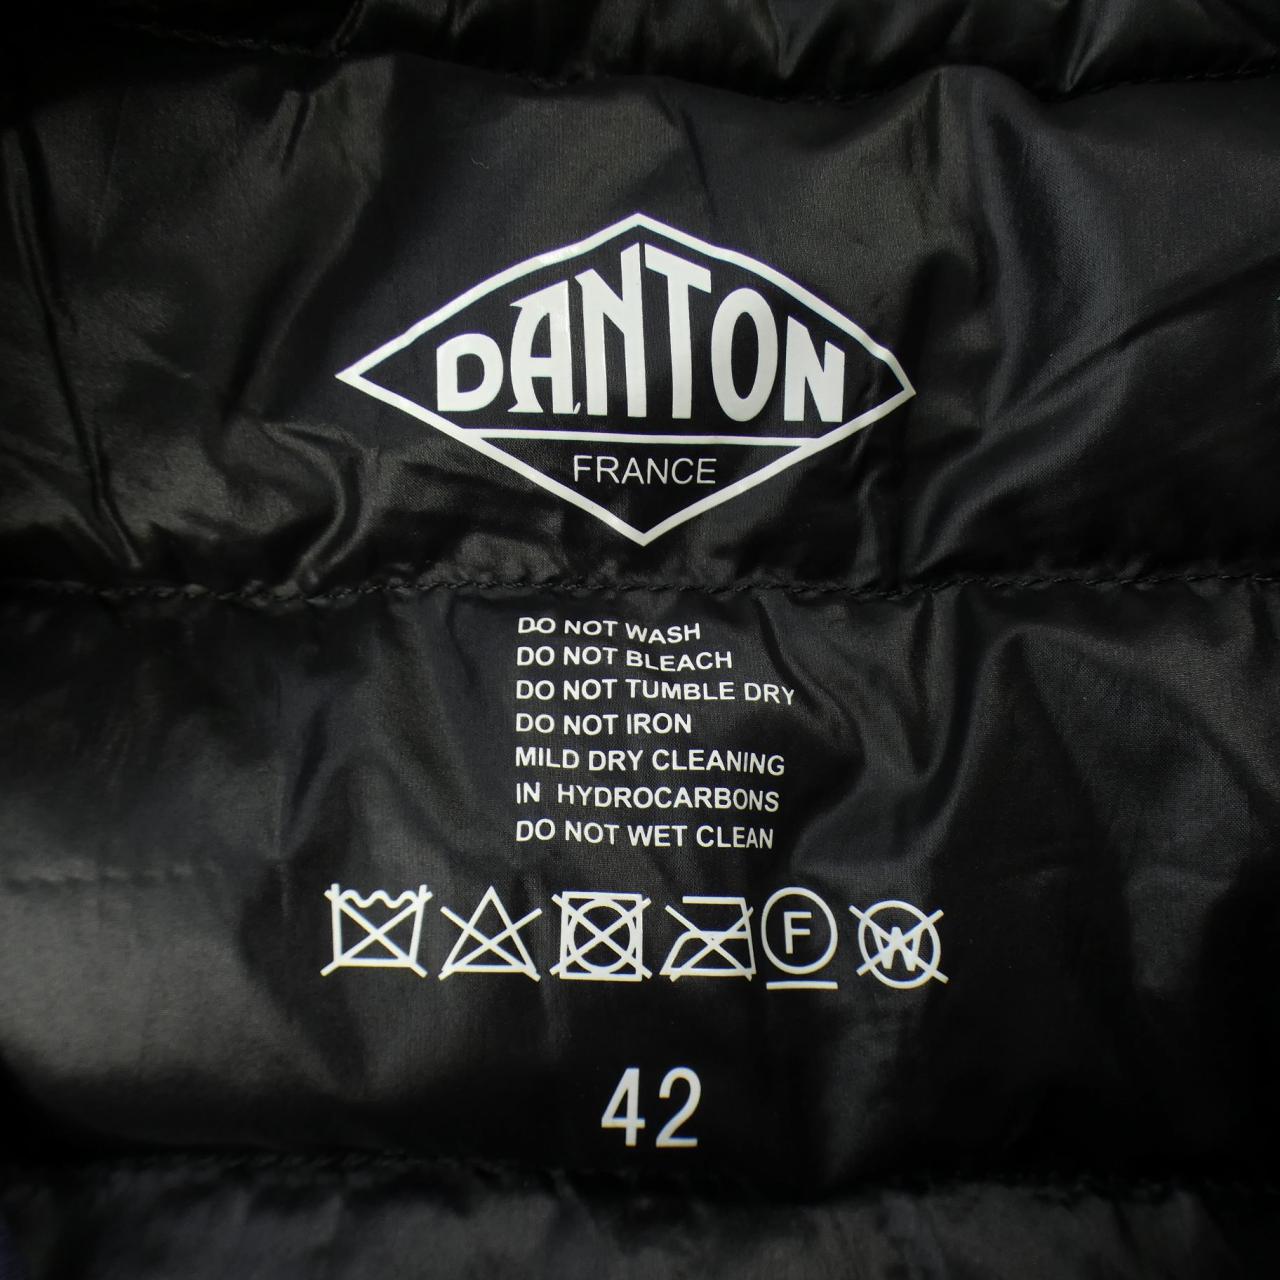 DANTON
FRANCE
DO NOT WASH
DO NOT BLEACH
DO NOT TUMBLE DRY
DO NOT IRON
MILD DRY CLEANING
IN HYDROCARBONS
DO NOT WET CLEAN
F W
42